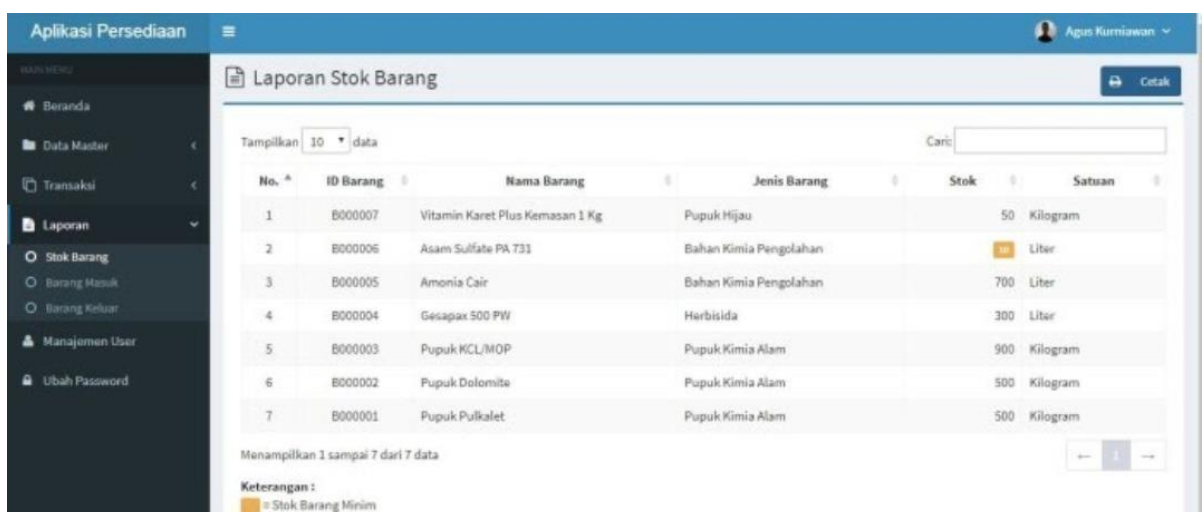 Aplikasi Persediaan
Agus Kurniawan
MAIN MENU
Laporan Stok Barang
Cetak
Beranda
Data Master
Transaksi
Laporan
Stok Barang
Barang Masuk
Barang Keluar
Manajemen User
Ubah Password
Tampilkan 10 data
Cari:
No. ID Barang Nama Barang Jenis Barang Stok Satuan
1 B000007 Vitamin Karet Plus Kemasan 1 Kg Pupuk Hijau 50 Kilogram
2 B000006 Asam Sulfate PA 731 Bahan Kimia Pengolahan Liter
3 B000005 Amonia Cair Bahan Kimia Pengolahan 700 Liter
4 B000004 Gesapax 500 PW Herbisida 300 Liter
5 B000003 Pupuk KCL/MOP Pupuk Kimia Alam 900 Kilogram
6 B000002 Pupuk Dolomite Pupuk Kimia Alam 500 Kilogram
7 B000001 Pupuk Pulkalet Pupuk Kimia Alam 500 Kilogram
Menampilkan 1 sampai 7 dari 7 data
← 1 →
Keterangan :
= Stok Barang Minim